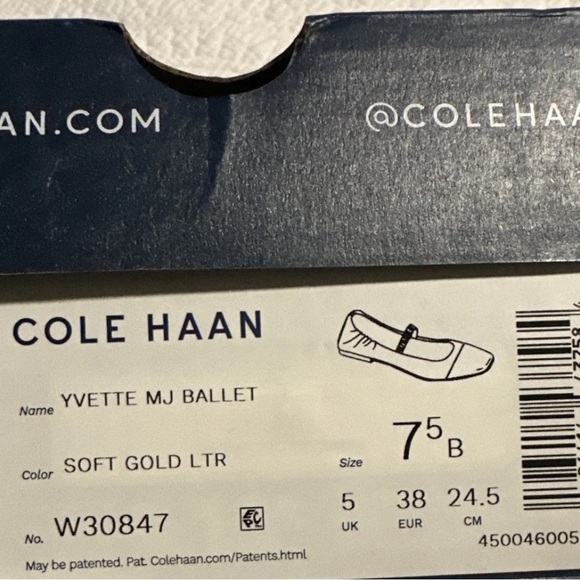 AN.COM @COLEHAA
COLE HAAN
Name YVETTE MJ BALLET
Color SOFT GOLD LTR
Size 7⁵ B
5 38 24.5
UK EUR CM
No. W30847
450046005
May be patented. Pat. Colehaan.com/Patents.html